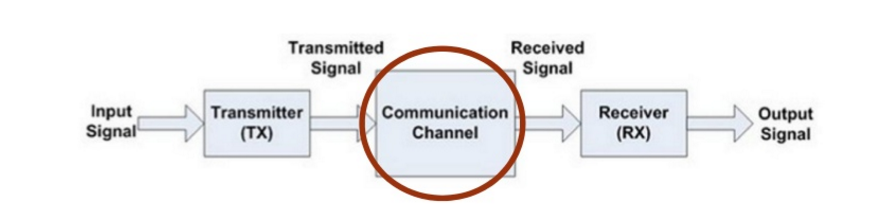 Transmitted
Signal
Received
Signal
Input
Signal
Transmitter
(TX)
Communication
Channel
Receiver
(RX)
Output
Signal